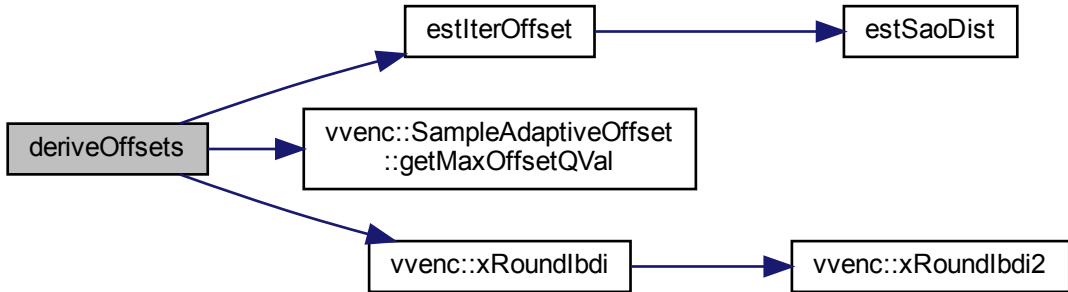 estIterOffset
estSaoDist
deriveOffsets
vvenc::SampleAdaptiveOffset
::getMaxOffsetQVal
vvenc::xRoundIbdi
vvenc::xRoundIbdi2